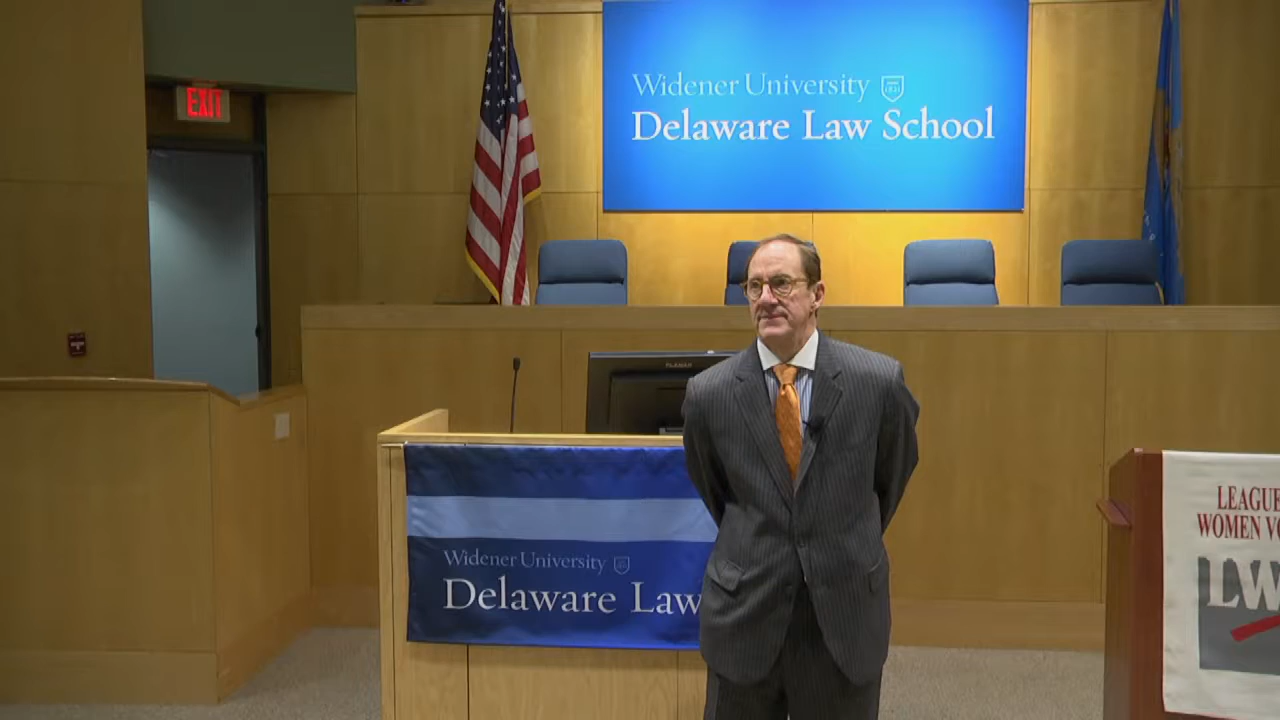 EXIT
Widener University
Delaware Law School
Widener University
Delaware Law
LEAGUE
WOMEN VO
LW